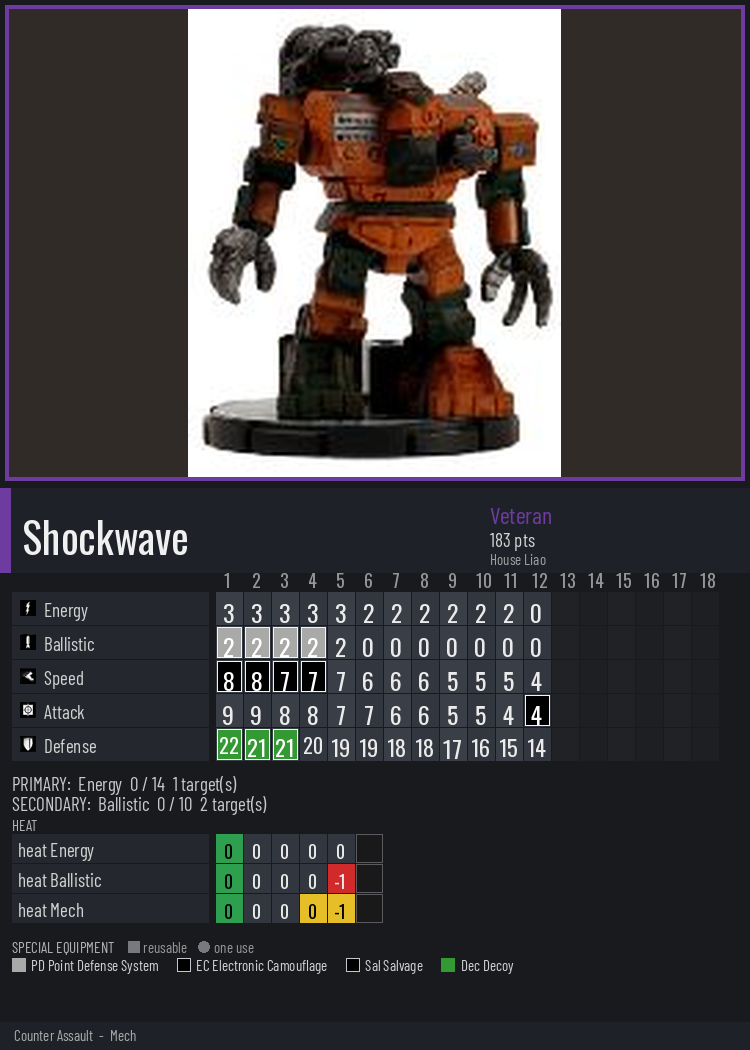 Shockwave
Veteran
183 pts
House Liao
1 2 3 4 5 6 7 8 9 10 11 12 13 14 15 16 17 18
Energy 3 3 3 3 3 2 2 2 2 2 2 0
Ballistic 2 2 2 2 2 0 0 0 0 0 0 0
Speed 8 8 7 7 7 6 6 6 5 5 5 4
Attack 9 9 8 8 7 7 6 6 5 5 4 4
Defense 22 21 21 20 19 19 18 18 17 16 15 14
PRIMARY: Energy 0 / 14 1 target(s)
SECONDARY: Ballistic 0 / 10 2 target(s)
HEAT
heat Energy 0 0 0 0 0
heat Ballistic 0 0 0 0 -1
heat Mech 0 0 0 0 -1
SPECIAL EQUIPMENT reusable one use
PD Point Defense System EC Electronic Camouflage Sal Salvage Dec Decoy
Counter Assault - Mech